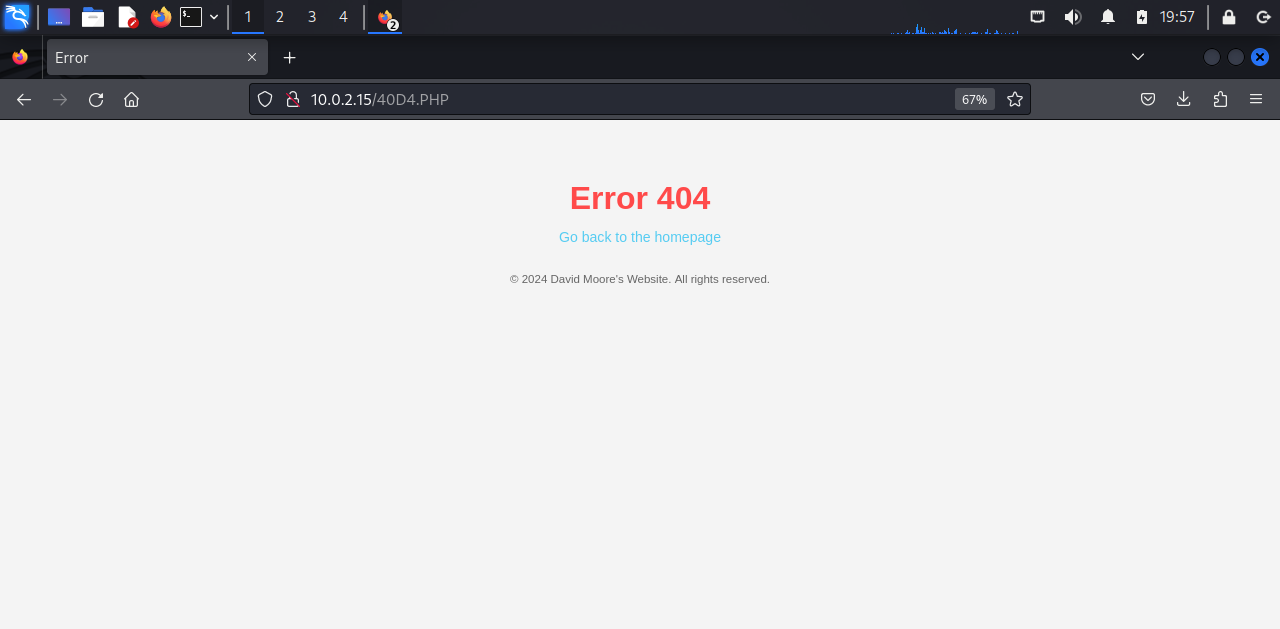 1 2 3 4 2 19:57
Error
10.0.2.15/40D4.PHP 67%
Error 404
Go back to the homepage
© 2024 David Moore's Website. All rights reserved.